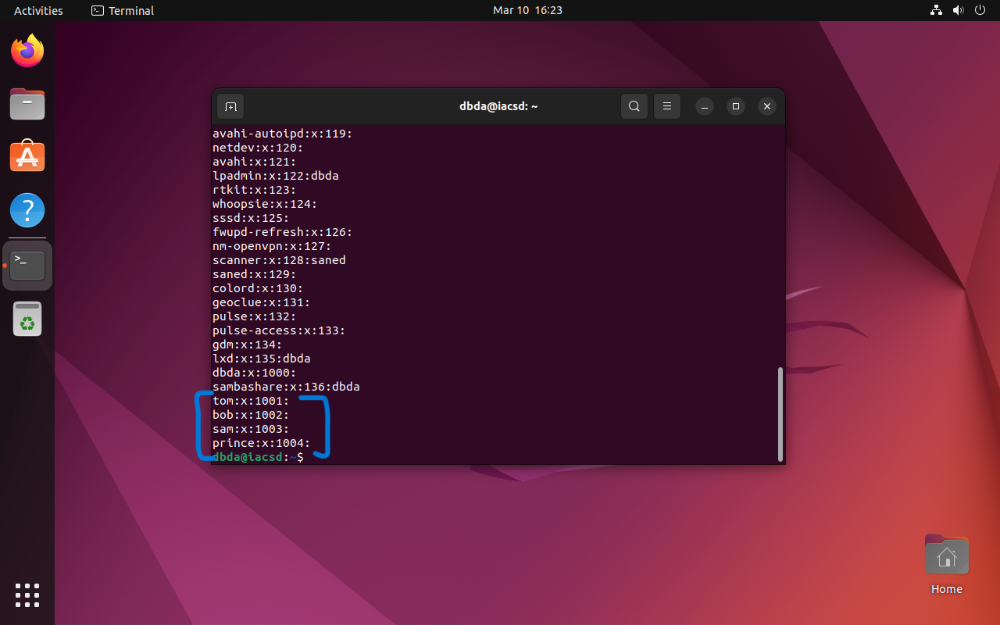 Activities
Terminal
Mar 10 16:23
dbda@iacsd: ~
avahi-autoipd:x:119:
netdev:x:120:
avahi:x:121:
lpadmin:x:122:dbda
rtkit:x:123:
whoopsie:x:124:
sssd:x:125:
fwupd-refresh:x:126:
nm-openvpn:x:127:
scanner:x:128:saned
saned:x:129:
colord:x:130:
geoclue:x:131:
pulse:x:132:
pulse-access:x:133:
gdm:x:134:
lxd:x:135:dbda
dbda:x:1000:
sambashare:x:136:dbda
tom:x:1001:
bob:x:1002:
sam:x:1003:
prince:x:1004:
dbda@iacsd:~$
Home